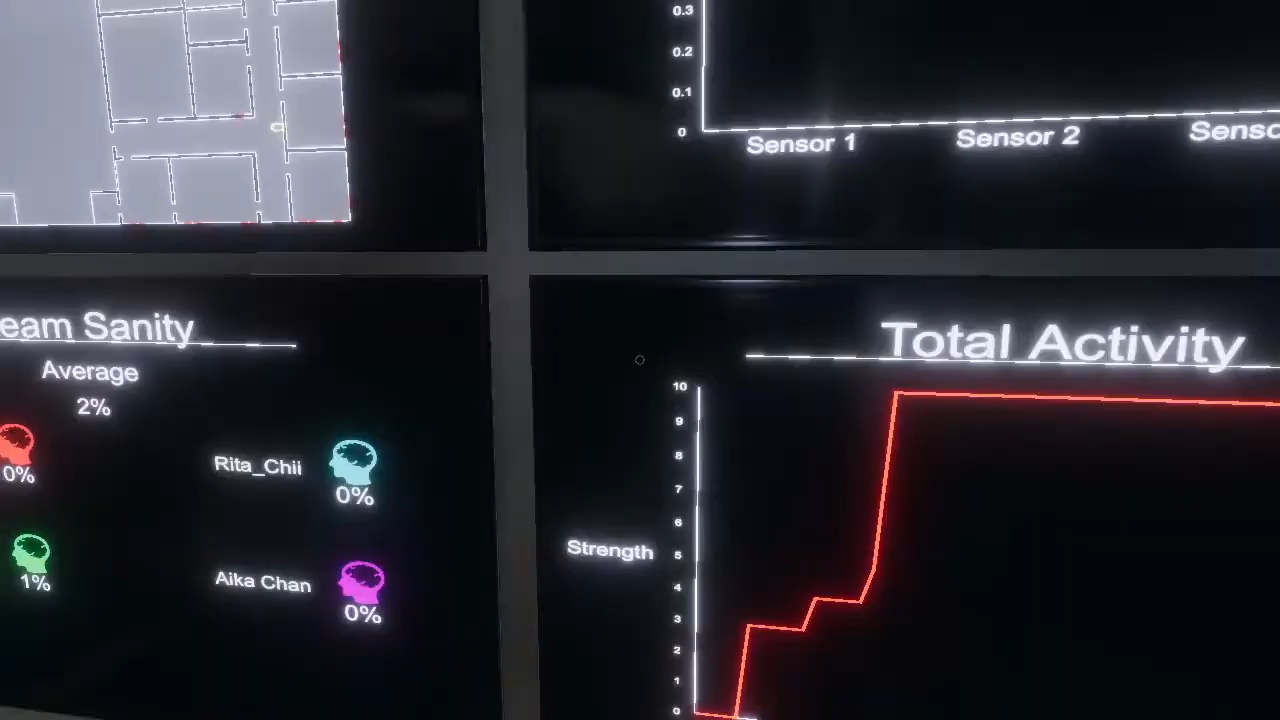 0.3
0.2
0.1
0
Sensor 1
Sensor 2
Senso
eam Sanity
Average
2%
0%
Rita_Chii
0%
1%
Aika Chan
0%
Total Activity
10
9
8
7
6
5
4
3
2
1
0
Strength